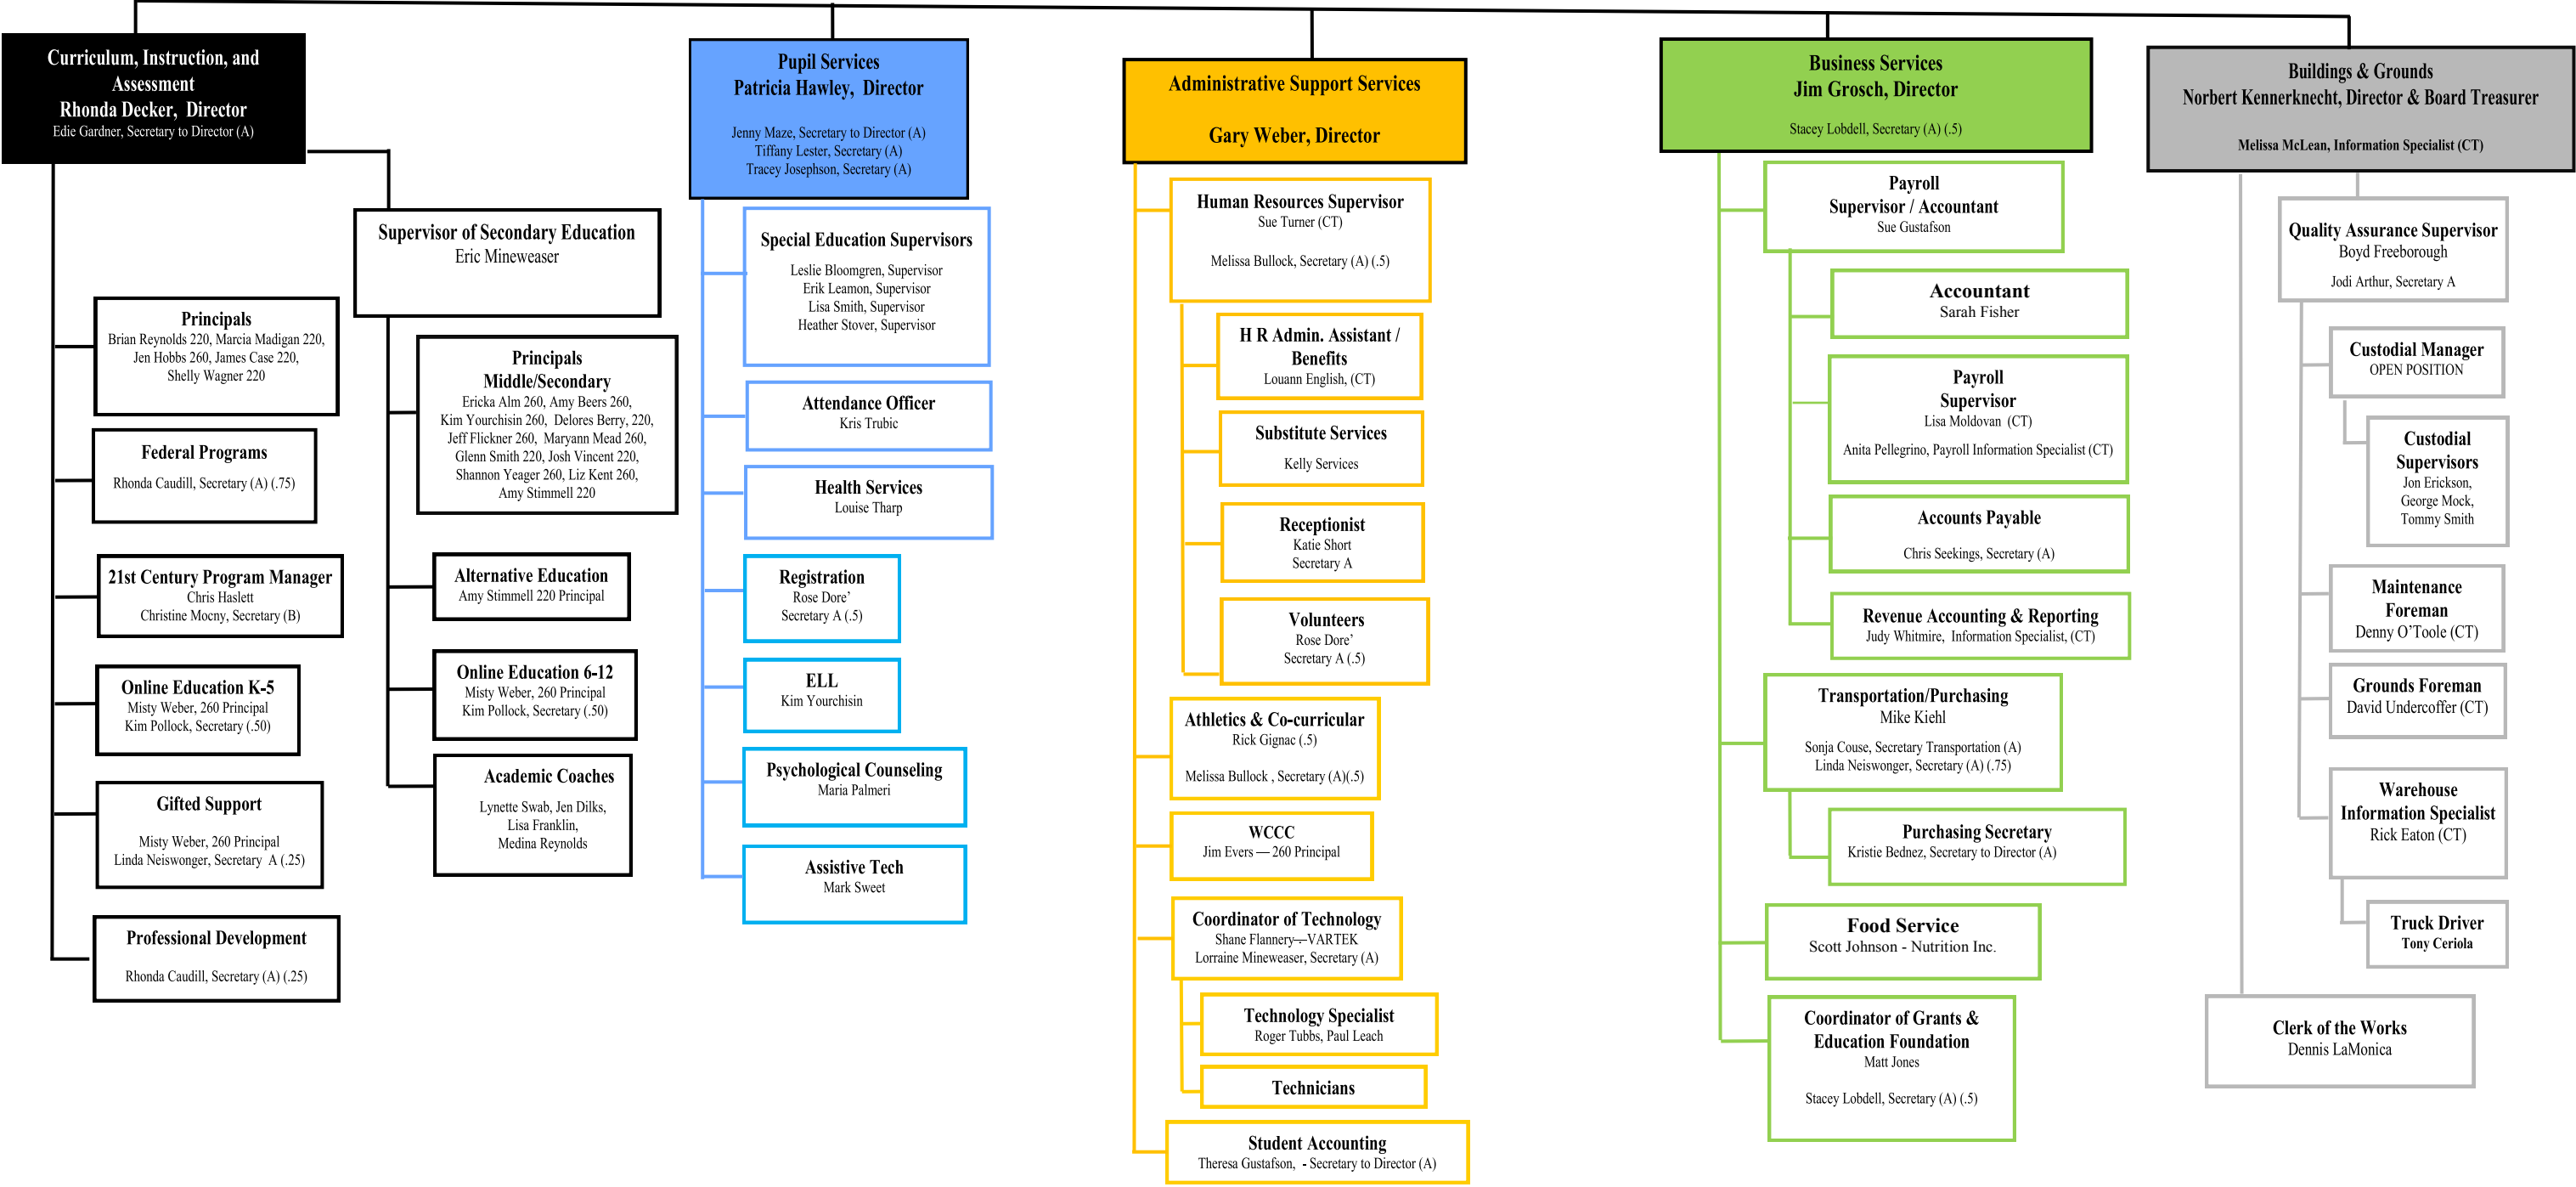 Curriculum, Instruction, and
Assessment
Rhonda Decker,  Director
Edie Gardner, Secretary to Director (A)
Principals
Brian Reynolds 220, Marcia Madigan 220,
Jen Hobbs 260, James Case 220,
Shelly Wagner 220
Federal Programs
Rhonda Caudill, Secretary (A) (.75)
21st Century Program Manager
Chris Haslett
Christine Mocny, Secretary (B)
Online Education K-5
Misty Weber, 260 Principal
Kim Pollock, Secretary (.50)
Gifted Support
Misty Weber, 260 Principal
Linda Neiswonger, Secretary  A (.25)
Professional Development
Rhonda Caudill, Secretary (A) (.25)
Supervisor of Secondary Education
Eric Mineweaser
Principals
Middle/Secondary
Ericka Alm 260, Amy Beers 260,
Kim Yourchisin 260,  Delores Berry, 220,
Jeff Flickner 260,  Maryann Mead 260,
Glenn Smith 220, Josh Vincent 220,
Shannon Yeager 260, Liz Kent 260,
Amy Stimmell 220
Alternative Education
Amy Stimmell 220 Principal
Online Education 6-12
Misty Weber, 260 Principal
Kim Pollock, Secretary (.50)
Academic Coaches
Lynette Swab, Jen Dilks,
Lisa Franklin,
Medina Reynolds
Pupil Services
Patricia Hawley,  Director
Jenny Maze, Secretary to Director (A)
Tiffany Lester, Secretary (A)
Tracey Josephson, Secretary (A)
Special Education Supervisors
Leslie Bloomgren, Supervisor
Erik Leamon, Supervisor
Lisa Smith, Supervisor
Heather Stover, Supervisor
Attendance Officer
Kris Trubic
Health Services
Louise Tharp
Registration
Rose Dore’
Secretary A (.5)
ELL
Kim Yourchisin
Psychological Counseling
Maria Palmeri
Assistive Tech
Mark Sweet
Administrative Support Services
Gary Weber, Director
Human Resources Supervisor
Sue Turner (CT)
Melissa Bullock, Secretary (A) (.5)
H R Admin. Assistant /
Benefits
Louann English, (CT)
Substitute Services
Kelly Services
Receptionist
Katie Short
Secretary A
Volunteers
Rose Dore’
Secretary A (.5)
Athletics & Co-curricular
Rick Gignac (.5)
Melissa Bullock , Secretary (A)(.5)
WCCC
Jim Evers — 260 Principal
Coordinator of Technology
Shane Flannery—-VARTEK
Lorraine Mineweaser, Secretary (A)
Technology Specialist
Roger Tubbs, Paul Leach
Technicians
Student Accounting
Theresa Gustafson,  - Secretary to Director (A)
Business Services
Jim Grosch, Director
Stacey Lobdell, Secretary (A) (.5)
Payroll
Supervisor / Accountant
Sue Gustafson
Accountant
Sarah Fisher
Payroll
Supervisor
Lisa Moldovan  (CT)
Anita Pellegrino, Payroll Information Specialist (CT)
Accounts Payable
Chris Seekings, Secretary (A)
Revenue Accounting & Reporting
Judy Whitmire,  Information Specialist, (CT)
Transportation/Purchasing
Mike Kiehl
Sonja Couse, Secretary Transportation (A)
Linda Neiswonger, Secretary (A) (.75)
Purchasing Secretary
Kristie Bednez, Secretary to Director (A)
Food Service
Scott Johnson - Nutrition Inc.
Coordinator of Grants &
Education Foundation
Matt Jones
Stacey Lobdell, Secretary (A) (.5)
Buildings & Grounds
Norbert Kennerknecht, Director & Board Treasurer
Melissa McLean, Information Specialist (CT)
Quality Assurance Supervisor
Boyd Freeborough
Jodi Arthur, Secretary A
Custodial Manager
OPEN POSITION
Custodial
Supervisors
Jon Erickson,
George Mock,
Tommy Smith
Maintenance
Foreman
Denny O’Toole (CT)
Grounds Foreman
David Undercoffer (CT)
Warehouse
Information Specialist
Rick Eaton (CT)
Truck Driver
Tony Ceriola
Clerk of the Works
Dennis LaMonica